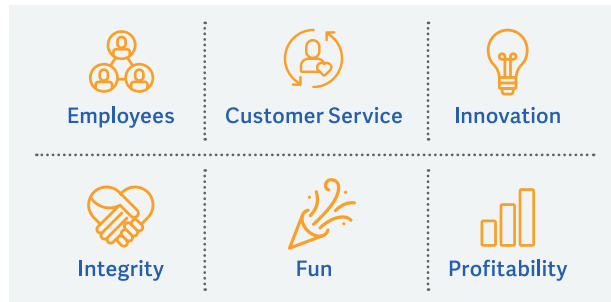 Employees
Customer Service
Innovation
Integrity
Fun
Profitability